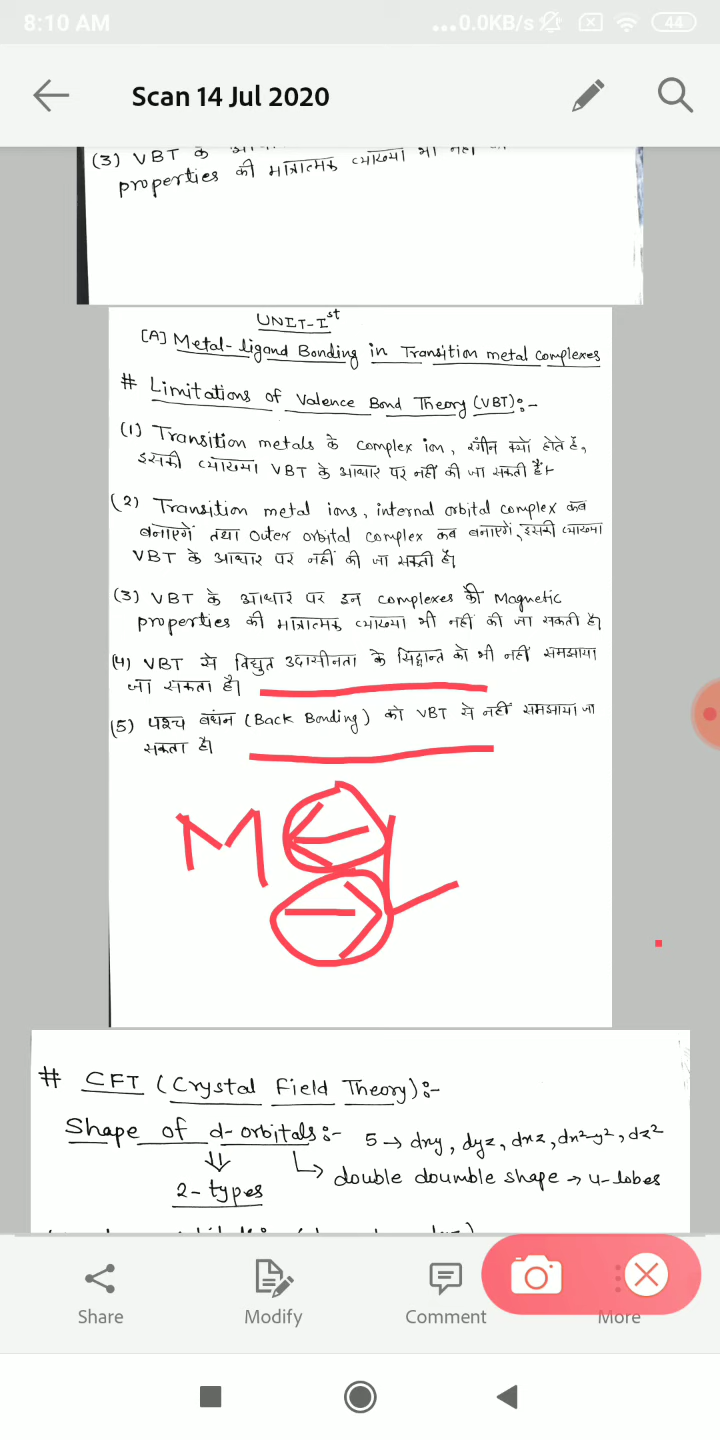 8:10 AM
...0.0KB/s
44
Scan 14 Jul 2020
(3) VBT के
properties की मात्रात्मक व्याख्या भी नहीं
UNIT-Ist
[A] Metal-ligand Bonding in Transition metal complexes
# Limitations of Valence Bond Theory (VBT):-
(1) Transition metals के complex ion, रंगीन क्यों होते हैं,
इसकी व्याख्या VBT के आधार पर नहीं की जा सकती है।
(2) Transition metal ions, internal orbital complex कब
बनाएगें तथा outer orbital complex कब बनाएगें, इसकी व्याख्या
VBT के आधार पर नहीं की जा सकती है।
(3) VBT के आधार पर इन complexes की Magnetic
properties की मात्रात्मक व्याख्या भी नहीं की जा सकती है।
(4) VBT से विद्युत उदासीनता के सिद्दान्त को भी नहीं समझाया
जा सकता है।
(5) पश्च बंधन (Back Bonding) को VBT से नहीं समझाया जा
सकता है।
M L
# CFT (Crystal Field Theory):-
Shape of d-orbitals:- 5 → dxy, dyz, dxz, dx²-y², dz²
2-types
double doumble shape → 4-lobes
Share
Modify
Comment
More